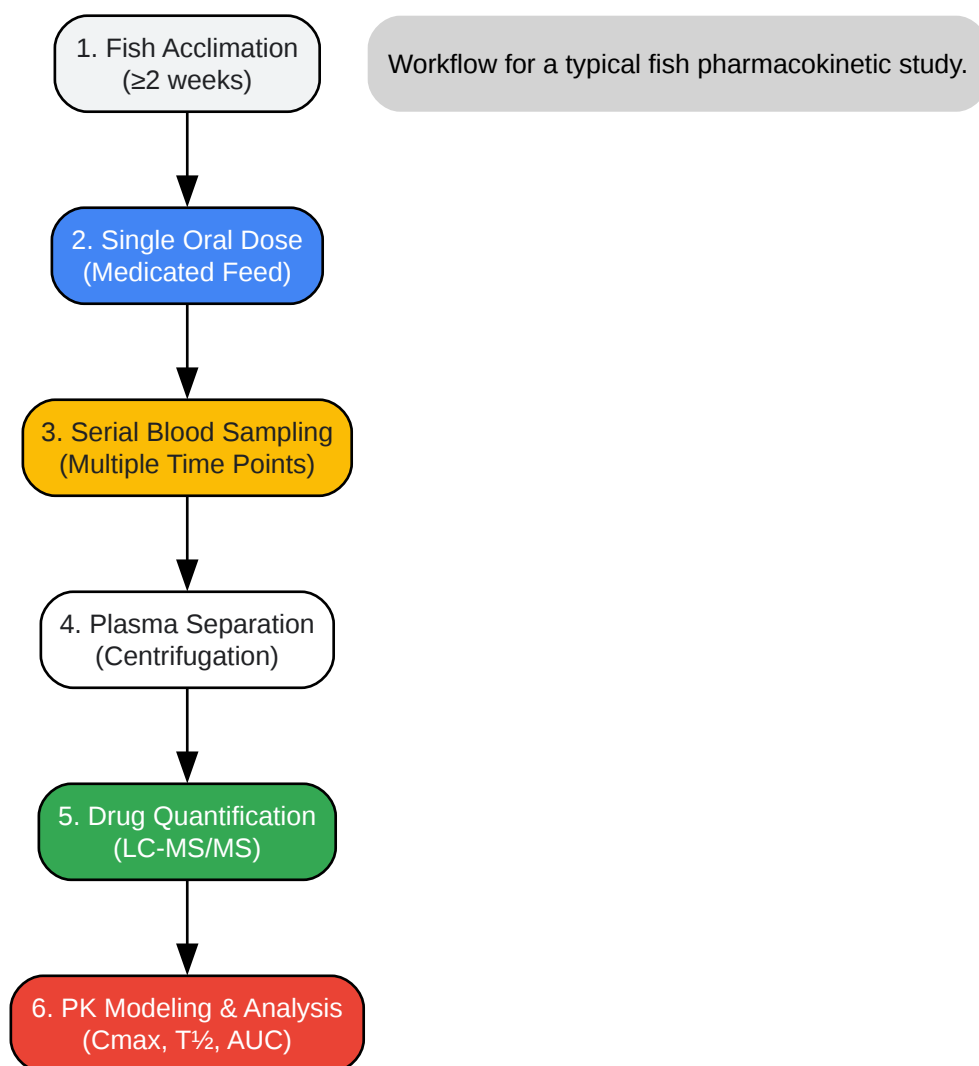 1. Fish Acclimation
(≥2 weeks)
Workflow for a typical fish pharmacokinetic study.
2. Single Oral Dose
(Medicated Feed)
3. Serial Blood Sampling
(Multiple Time Points)
4. Plasma Separation
(Centrifugation)
5. Drug Quantification
(LC-MS/MS)
6. PK Modeling & Analysis
(Cmax, T½, AUC)